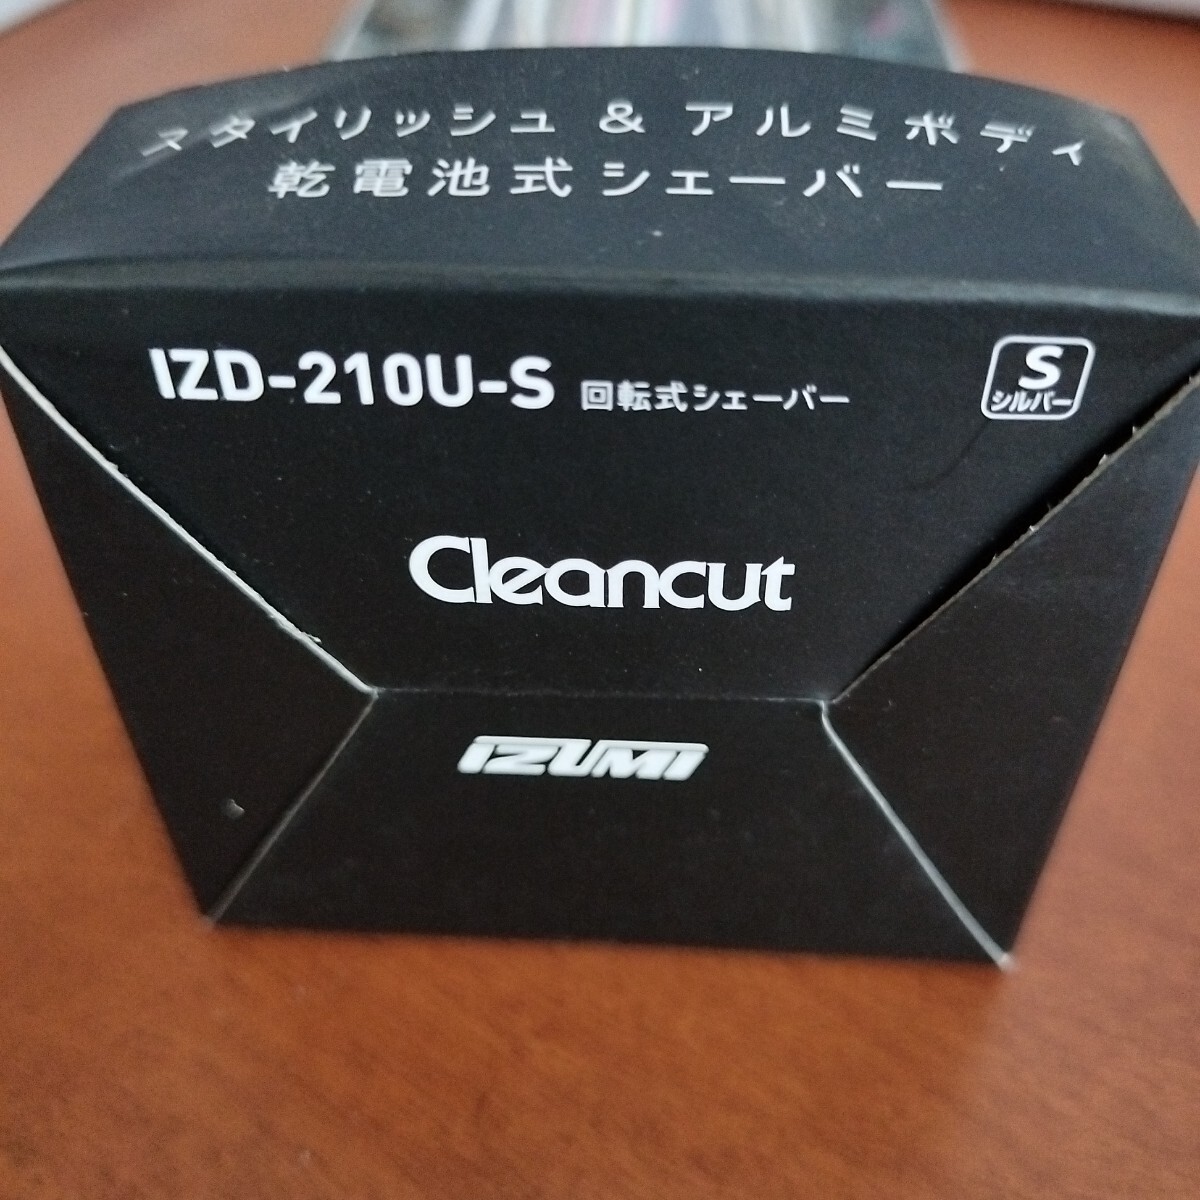 スタイリッシュ & アルミボディ
乾電池式シェーバー
IZD-210U-S 回転式シェーバー
S
シルバー
Cleancut
IZUMI